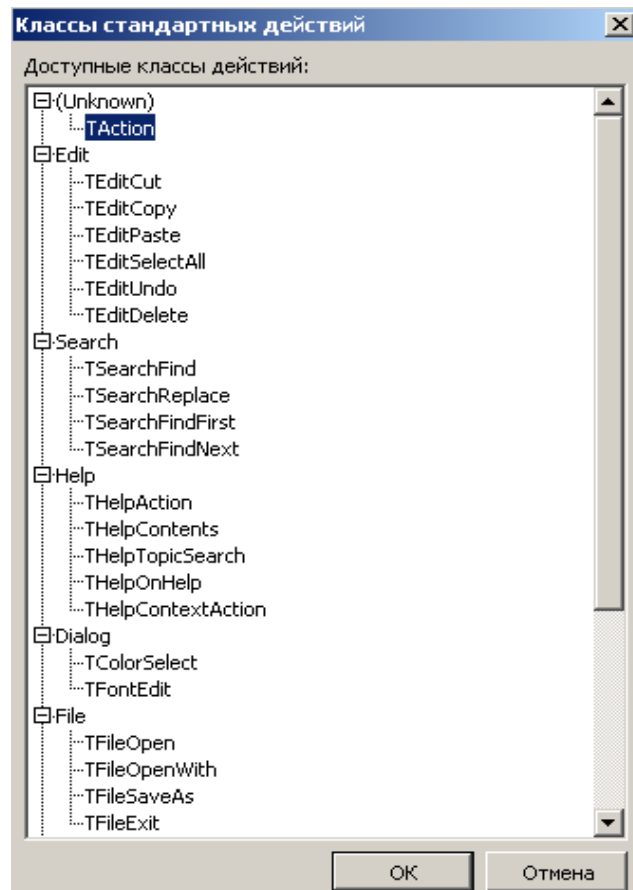 Классы стандартных действий
Доступные классы действий:
(Unknown)
TAction
Edit
TEditCut
TEditCopy
TEditPaste
TEditSelectAll
TEditUndo
TEditDelete
Search
TSearchFind
TSearchReplace
TSearchFindFirst
TSearchFindNext
Help
THelpAction
THelpContents
THelpTopicSearch
THelpOnHelp
THelpContextAction
Dialog
TColorSelect
TFontEdit
File
TFileOpen
TFileOpenWith
TFileSaveAs
TFileExit
ОК Отмена